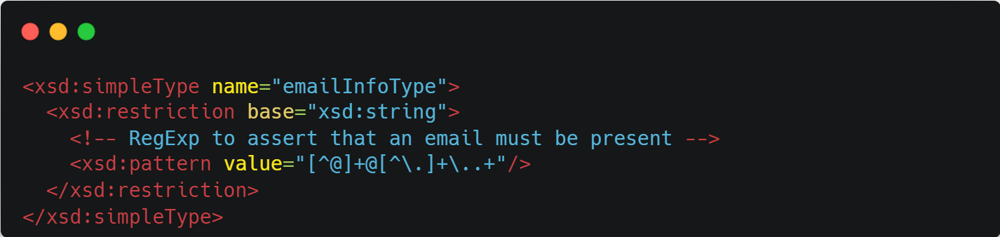 <xsd:simpleType name="emailInfoType">
  <xsd:restriction base="xsd:string">
    <!-- RegExp to assert that an email must be present -->
    <xsd:pattern value="[^@]+@[^\.]+\..+"/>
  </xsd:restriction>
</xsd:simpleType>